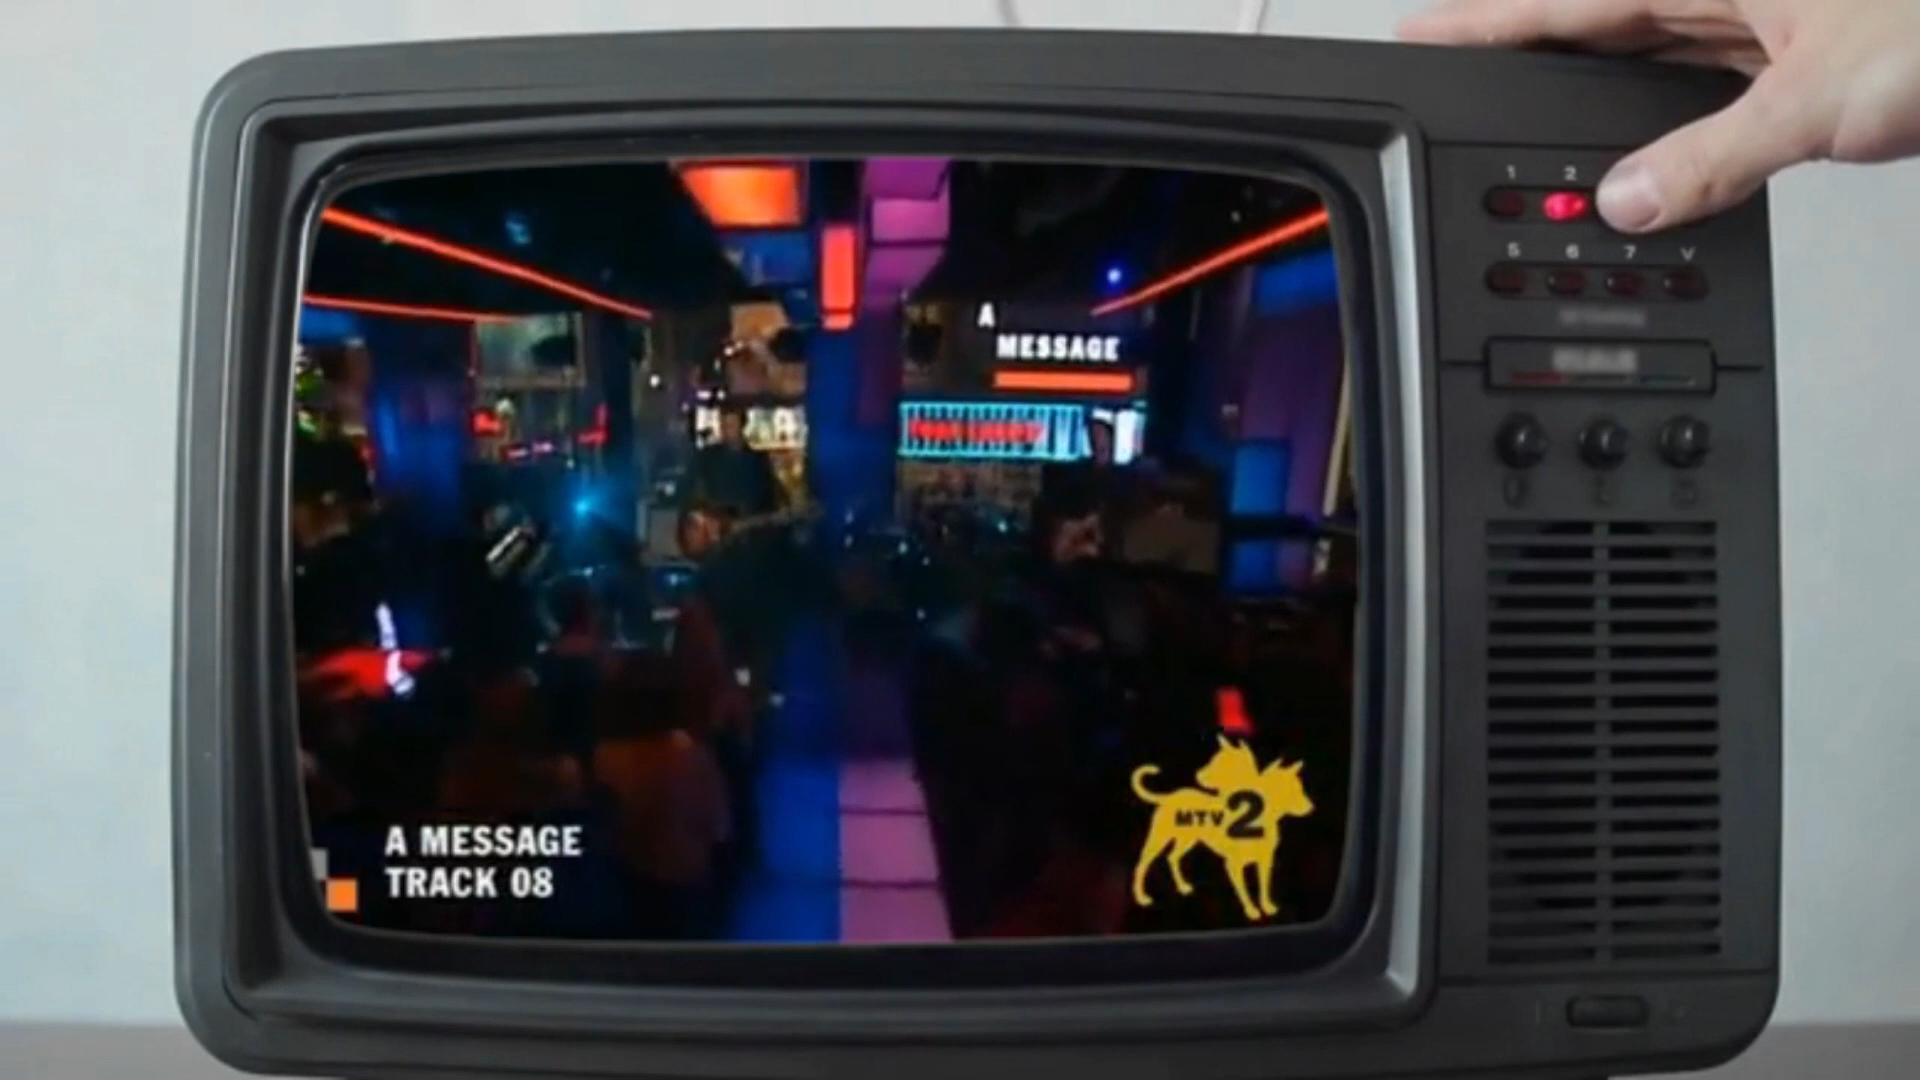 1 2
5 6 7 V
A
MESSAGE
A MESSAGE
TRACK 08
MTV2